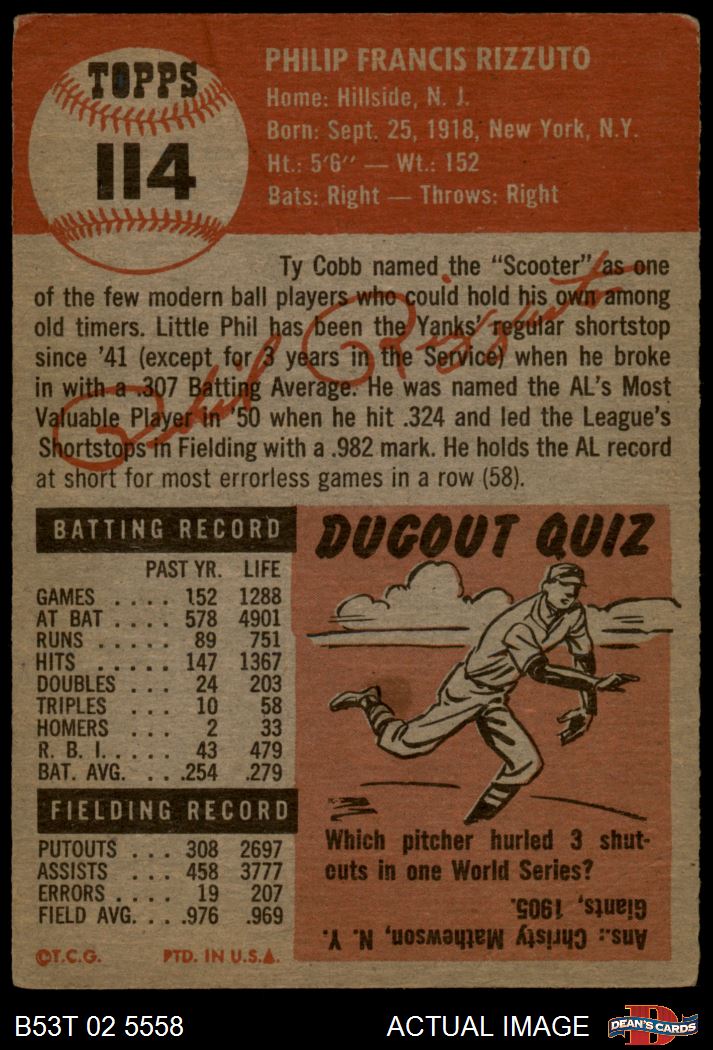 TOPPS
114
PHILIP FRANCIS RIZZUTO
Home: Hillside, N. J.
Born: Sept. 25, 1918, New York, N.Y.
Ht.: 5'6" — Wt.: 152
Bats: Right — Throws: Right
Ty Cobb named the "Scooter" as one
of the few modern ball players who could hold his own among
old timers. Little Phil has been the Yanks' regular shortstop
since '41 (except for 3 years in the Service) when he broke
in with a .307 Batting Average. He was named the AL's Most
Valuable Player in '50 when he hit .324 and led the League's
Shortstops in Fielding with a .982 mark. He holds the AL record
at short for most errorless games in a row (58).
Phil Rizzuto
BATTING RECORD
PAST YR. LIFE
GAMES .... 152 1288
AT BAT .... 578 4901
RUNS ..... 89 751
HITS ..... 147 1367
DOUBLES ... 24 203
TRIPLES ... 10 58
HOMERS ... 2 33
R. B. I. .... 43 479
BAT. AVG. ... .254 .279
FIELDING RECORD
PUTOUTS ... 308 2697
ASSISTS .... 458 3777
ERRORS .... 19 207
FIELD AVG. ... .976 .969
©T.C.G. PTD. IN U.S.A.
DUGOUT QUIZ
Which pitcher hurled 3 shut-
outs in one World Series?
Ans.: Christy Mathewson, N. Y.
Giants, 1905.
B53T 02 5558
ACTUAL IMAGE
D
DEAN'S CARDS